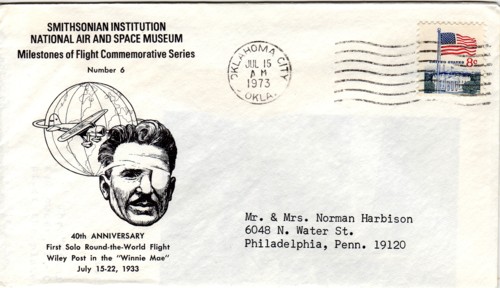 SMITHSONIAN INSTITUTION
NATIONAL AIR AND SPACE MUSEUM
Milestones of Flight Commemorative Series
Number 6
OKLAHOMA CITY
JUL 15
1973
OKLA.
UNITED STATES 8c
40th ANNIVERSARY
First Solo Round-the-World Flight
Wiley Post in the "Winnie Mae"
July 15-22, 1933
Mr. & Mrs. Norman Harbison
6048 N. Water St.
Philadelphia, Penn. 19120